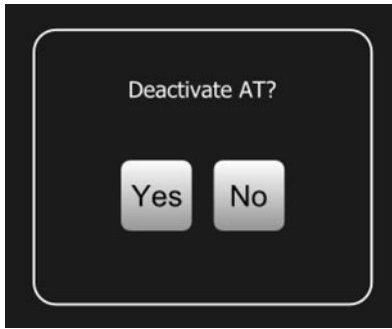 Deactivate AT?
Yes No